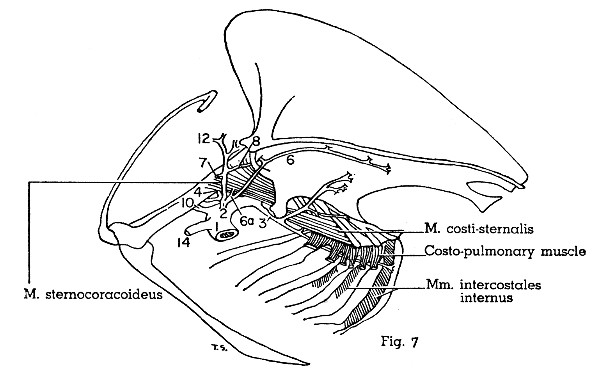 12
8
7
6
4
10
2
6a
3
1
14
M. costi-sternalis
Costo-pulmonary muscle
Mm. intercostales
internus
M. sternocoracoideus
Fig. 7
T.S.